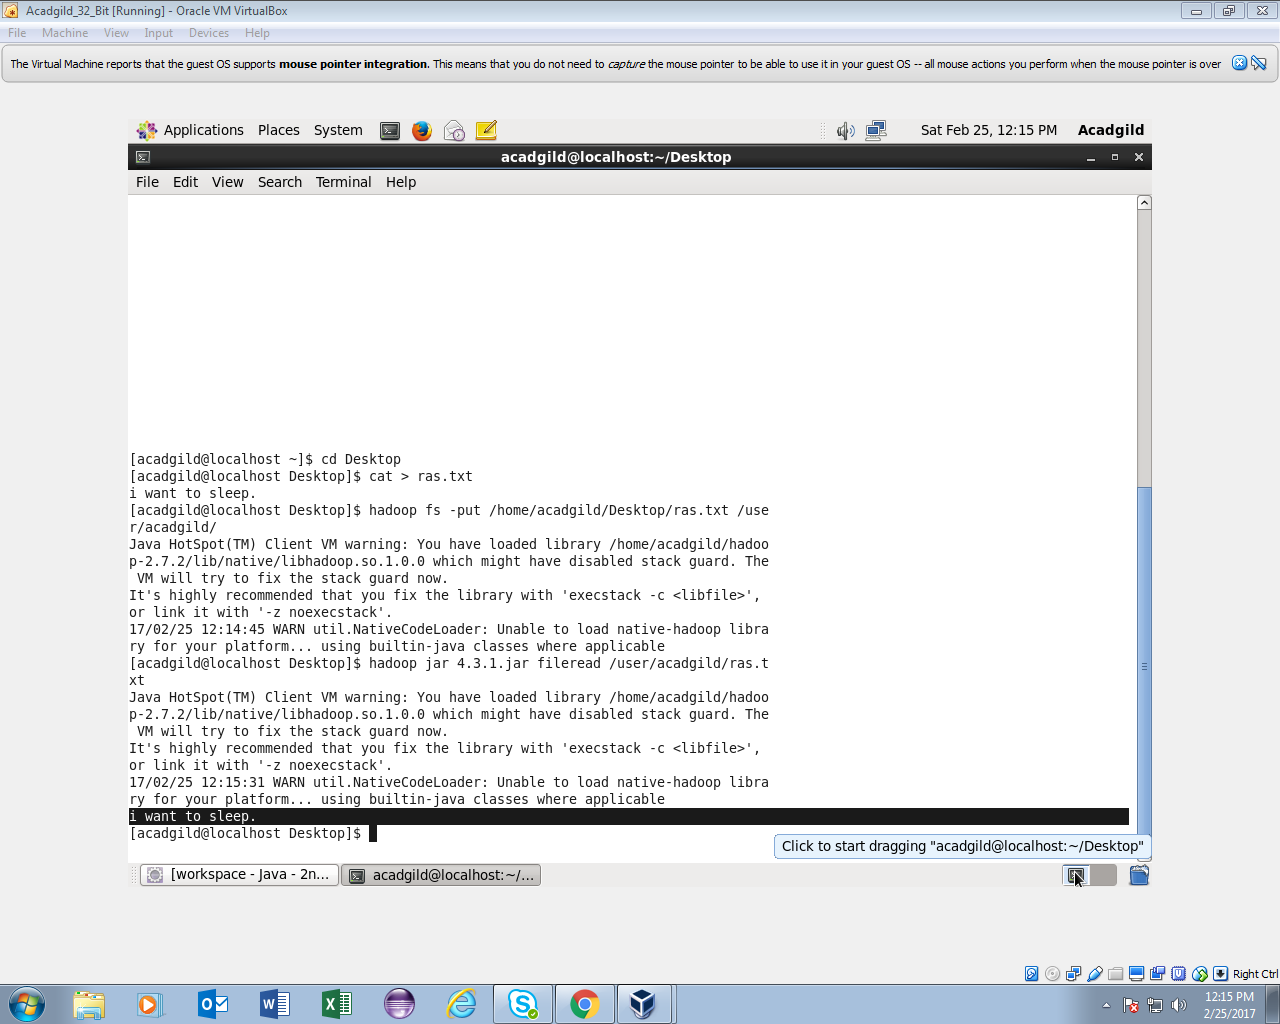 Acadgild_32_Bit [Running] - Oracle VM VirtualBox
File Machine View Input Devices Help
The Virtual Machine reports that the guest OS supports mouse pointer integration. This means that you do not need to capture the mouse pointer to be able to use it in your guest OS -- all mouse actions you perform when the mouse pointer is over
Applications Places System Sat Feb 25, 12:15 PM Acadgild
acadgild@localhost:~/Desktop
File Edit View Search Terminal Help
[acadgild@localhost ~]$ cd Desktop
[acadgild@localhost Desktop]$ cat > ras.txt
i want to sleep.
[acadgild@localhost Desktop]$ hadoop fs -put /home/acadgild/Desktop/ras.txt /use
r/acadgild/
Java HotSpot(TM) Client VM warning: You have loaded library /home/acadgild/hadoo
p-2.7.2/lib/native/libhadoop.so.1.0.0 which might have disabled stack guard. The
VM will try to fix the stack guard now.
It's highly recommended that you fix the library with 'execstack -c <libfile>',
or link it with '-z noexecstack'.
17/02/25 12:14:45 WARN util.NativeCodeLoader: Unable to load native-hadoop libra
ry for your platform... using builtin-java classes where applicable
[acadgild@localhost Desktop]$ hadoop jar 4.3.1.jar fileread /user/acadgild/ras.t
xt
Java HotSpot(TM) Client VM warning: You have loaded library /home/acadgild/hadoo
p-2.7.2/lib/native/libhadoop.so.1.0.0 which might have disabled stack guard. The
VM will try to fix the stack guard now.
It's highly recommended that you fix the library with 'execstack -c <libfile>',
or link it with '-z noexecstack'.
17/02/25 12:15:31 WARN util.NativeCodeLoader: Unable to load native-hadoop libra
ry for your platform... using builtin-java classes where applicable
i want to sleep.
[acadgild@localhost Desktop]$
Click to start dragging "acadgild@localhost:~/Desktop"
[workspace - Java - 2n... acadgild@localhost:~/...
Right Ctrl
12:15 PM
2/25/2017